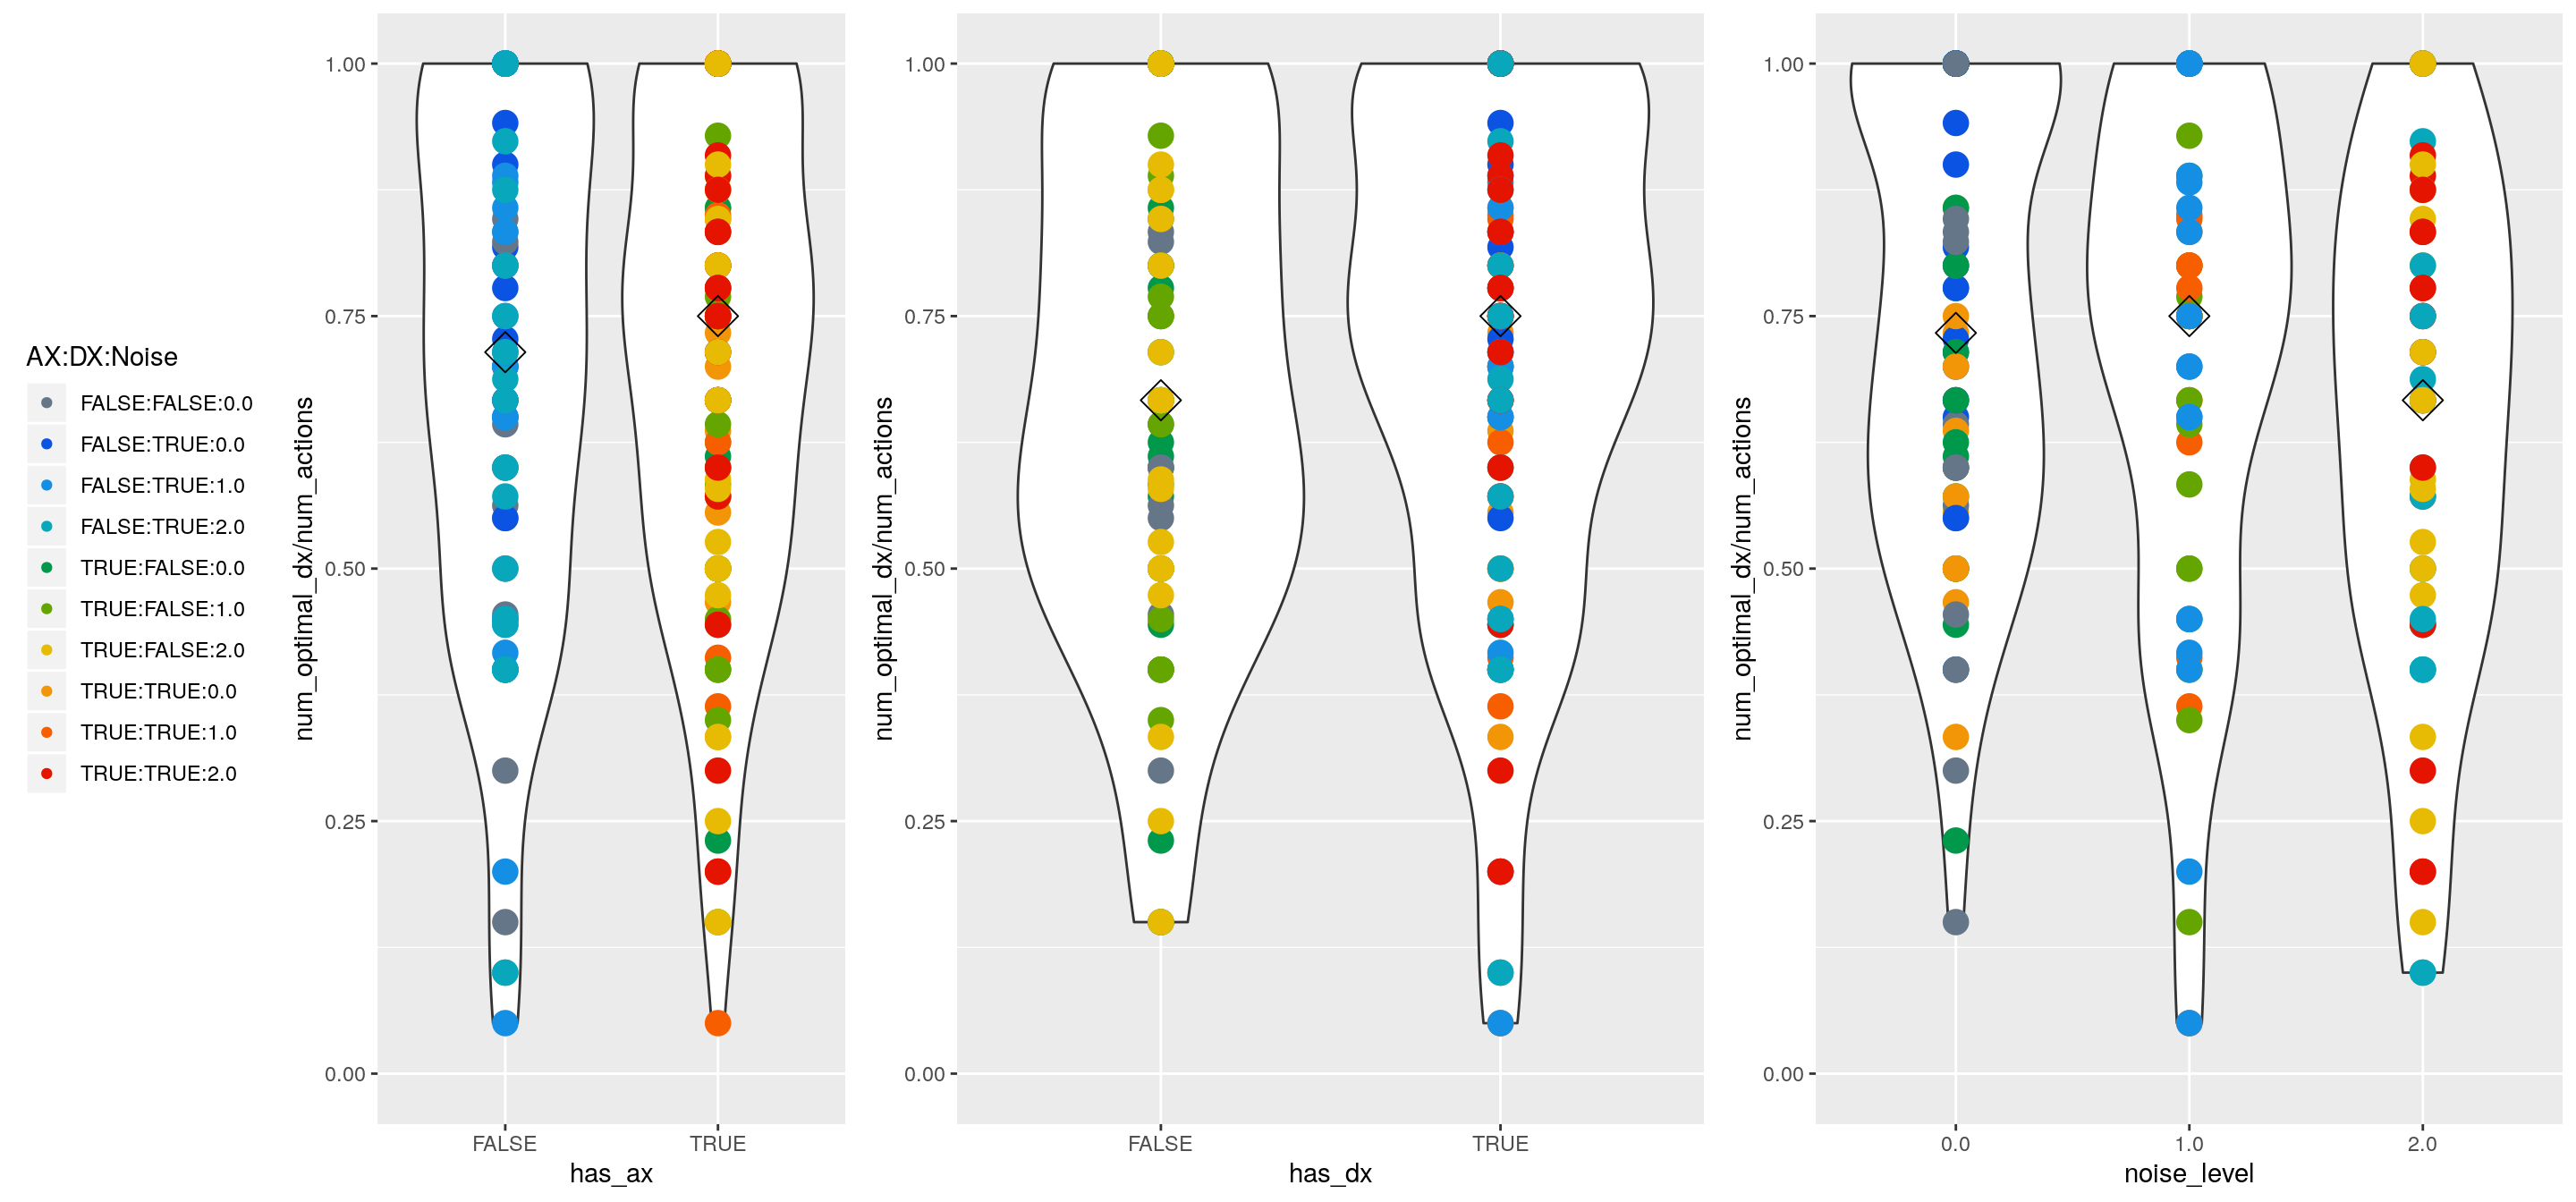 AX:DX:Noise
FALSE:FALSE:0.0
FALSE:TRUE:0.0
FALSE:TRUE:1.0
FALSE:TRUE:2.0
TRUE:FALSE:0.0
TRUE:FALSE:1.0
TRUE:FALSE:2.0
TRUE:TRUE:0.0
TRUE:TRUE:1.0
TRUE:TRUE:2.0
num_optimal_dx/num_actions
1.00
0.75
0.50
0.25
0.00
FALSE TRUE
has_ax
num_optimal_dx/num_actions
1.00
0.75
0.50
0.25
0.00
FALSE TRUE
has_dx
num_optimal_dx/num_actions
1.00
0.75
0.50
0.25
0.00
0.0 1.0 2.0
noise_level